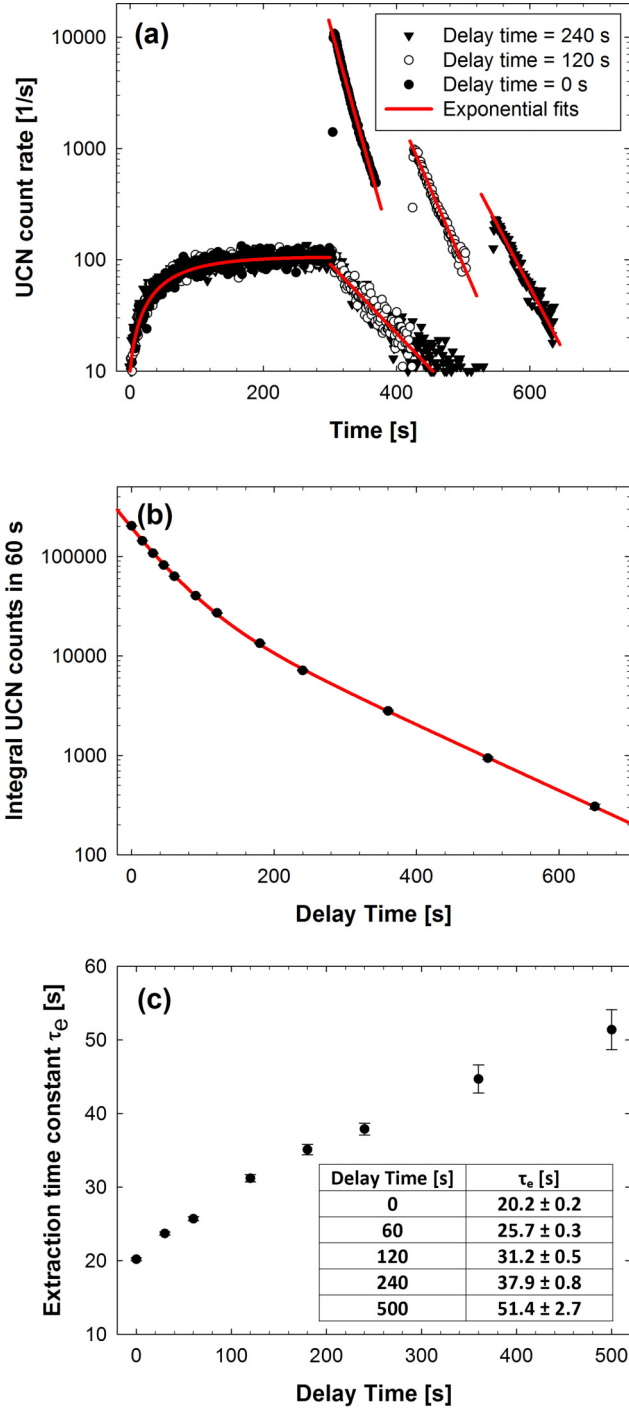 (a)
Delay time = 240 s
Delay time = 120 s
Delay time = 0 s
Exponential fits
UCN count rate [1/s]
10000
1000
100
10
0 200 400 600
Time [s]
(b)
Integral UCN counts in 60 s
100000
10000
1000
100
0 200 400 600
Delay Time [s]
(c)
Extraction time constant τe [s]
60
50
40
30
20
10
Delay Time [s] τe [s]
0 20.2 ± 0.2
60 25.7 ± 0.3
120 31.2 ± 0.5
240 37.9 ± 0.8
500 51.4 ± 2.7
0 100 200 300 400 500
Delay Time [s]